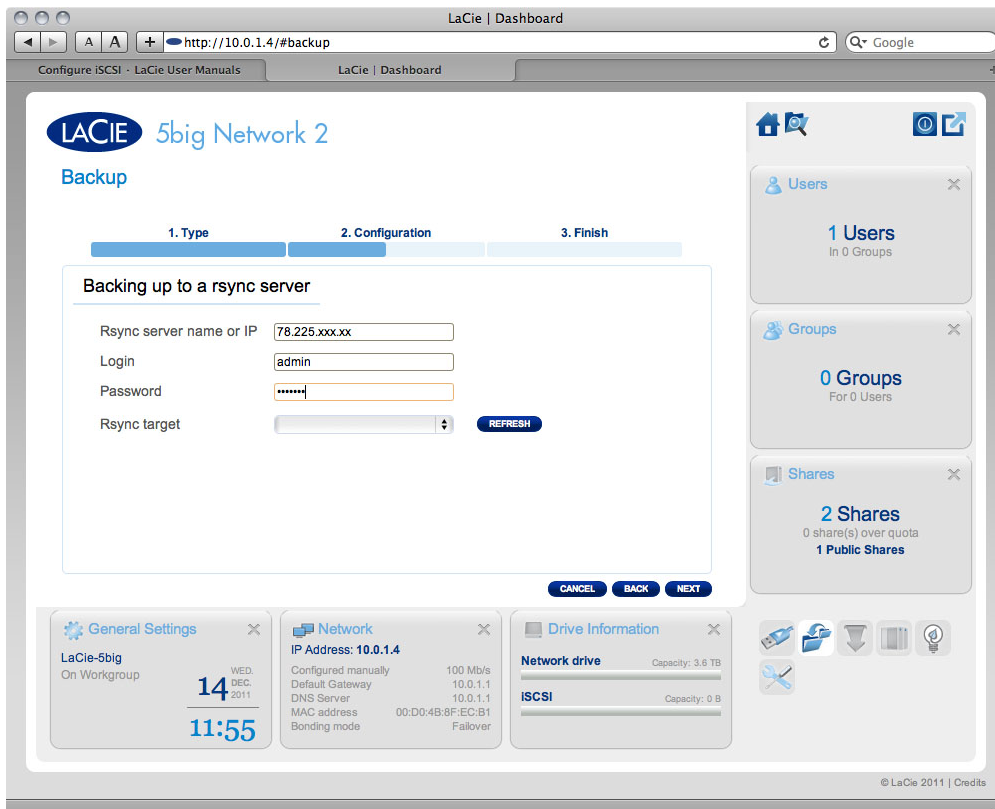 LaCie | Dashboard
A A + http://10.0.1.4/#backup Google
Configure iSCSI - LaCie User Manuals LaCie | Dashboard +
LACIE 5big Network 2
Backup
1. Type 2. Configuration 3. Finish
Backing up to a rsync server
Rsync server name or IP 78.225.xxx.xx
Login admin
Password •••••••
Rsync target REFRESH
CANCEL BACK NEXT
Users
1 Users
In 0 Groups
Groups
0 Groups
For 0 Users
Shares
2 Shares
0 share(s) over quota
1 Public Shares
General Settings
LaCie-5big
On Workgroup
14 WED. DEC. 2011
11:55
Network
IP Address: 10.0.1.4
Configured manually 100 Mb/s
Default Gateway 10.0.1.1
DNS Server 10.0.1.1
MAC address 00:D0:4B:8F:EC:B1
Bonding mode Failover
Drive Information
Network drive Capacity: 3.6 TB
iSCSI Capacity: 0 B
© LaCie 2011 | Credits